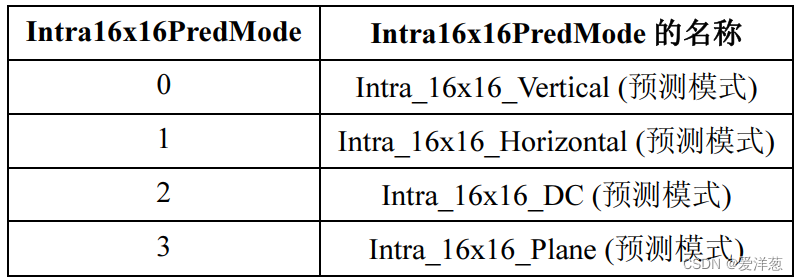 Intra16x16PredMode Intra16x16PredMode 的名称
0 Intra_16x16_Vertical (预测模式)
1 Intra_16x16_Horizontal (预测模式)
2 Intra_16x16_DC (预测模式)
3 Intra_16x16_Plane (预测模式)
CSDN @爱洋葱